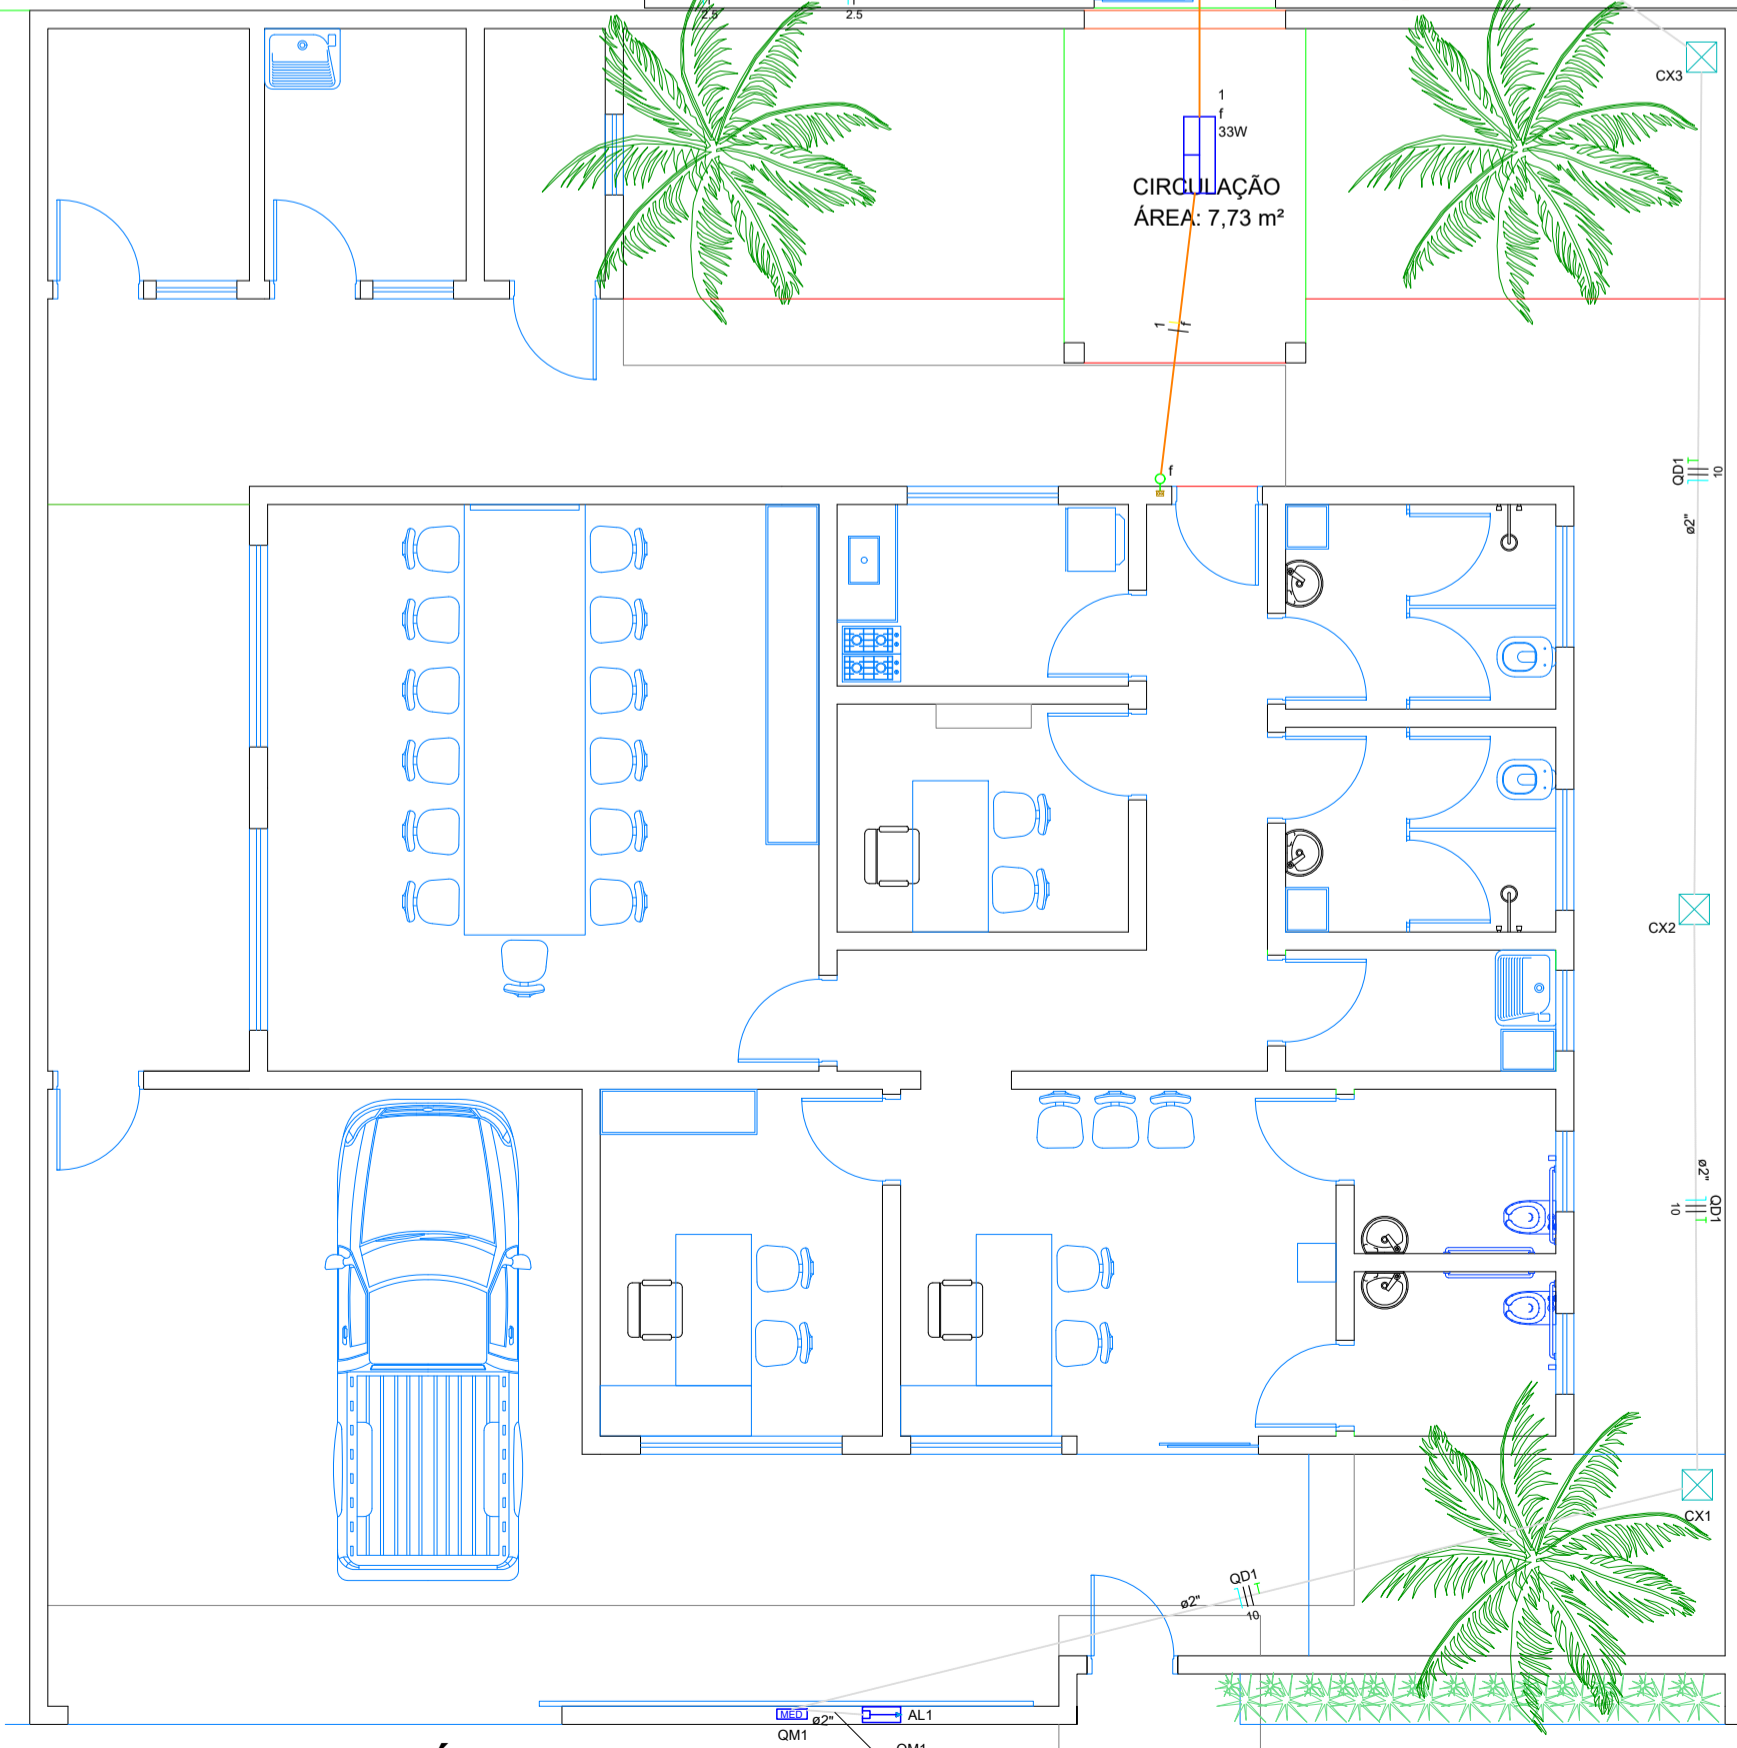 2.5
2.5
CX3
1
f
33W
CIRCULAÇÃO
ÁREA: 7,73 m²
1
f
f
QD1
10
ø2"
CX2
ø2"
QD1
10
CX1
QD1
ø2"
10
MED
ø2"
AL1
QM1
QM1